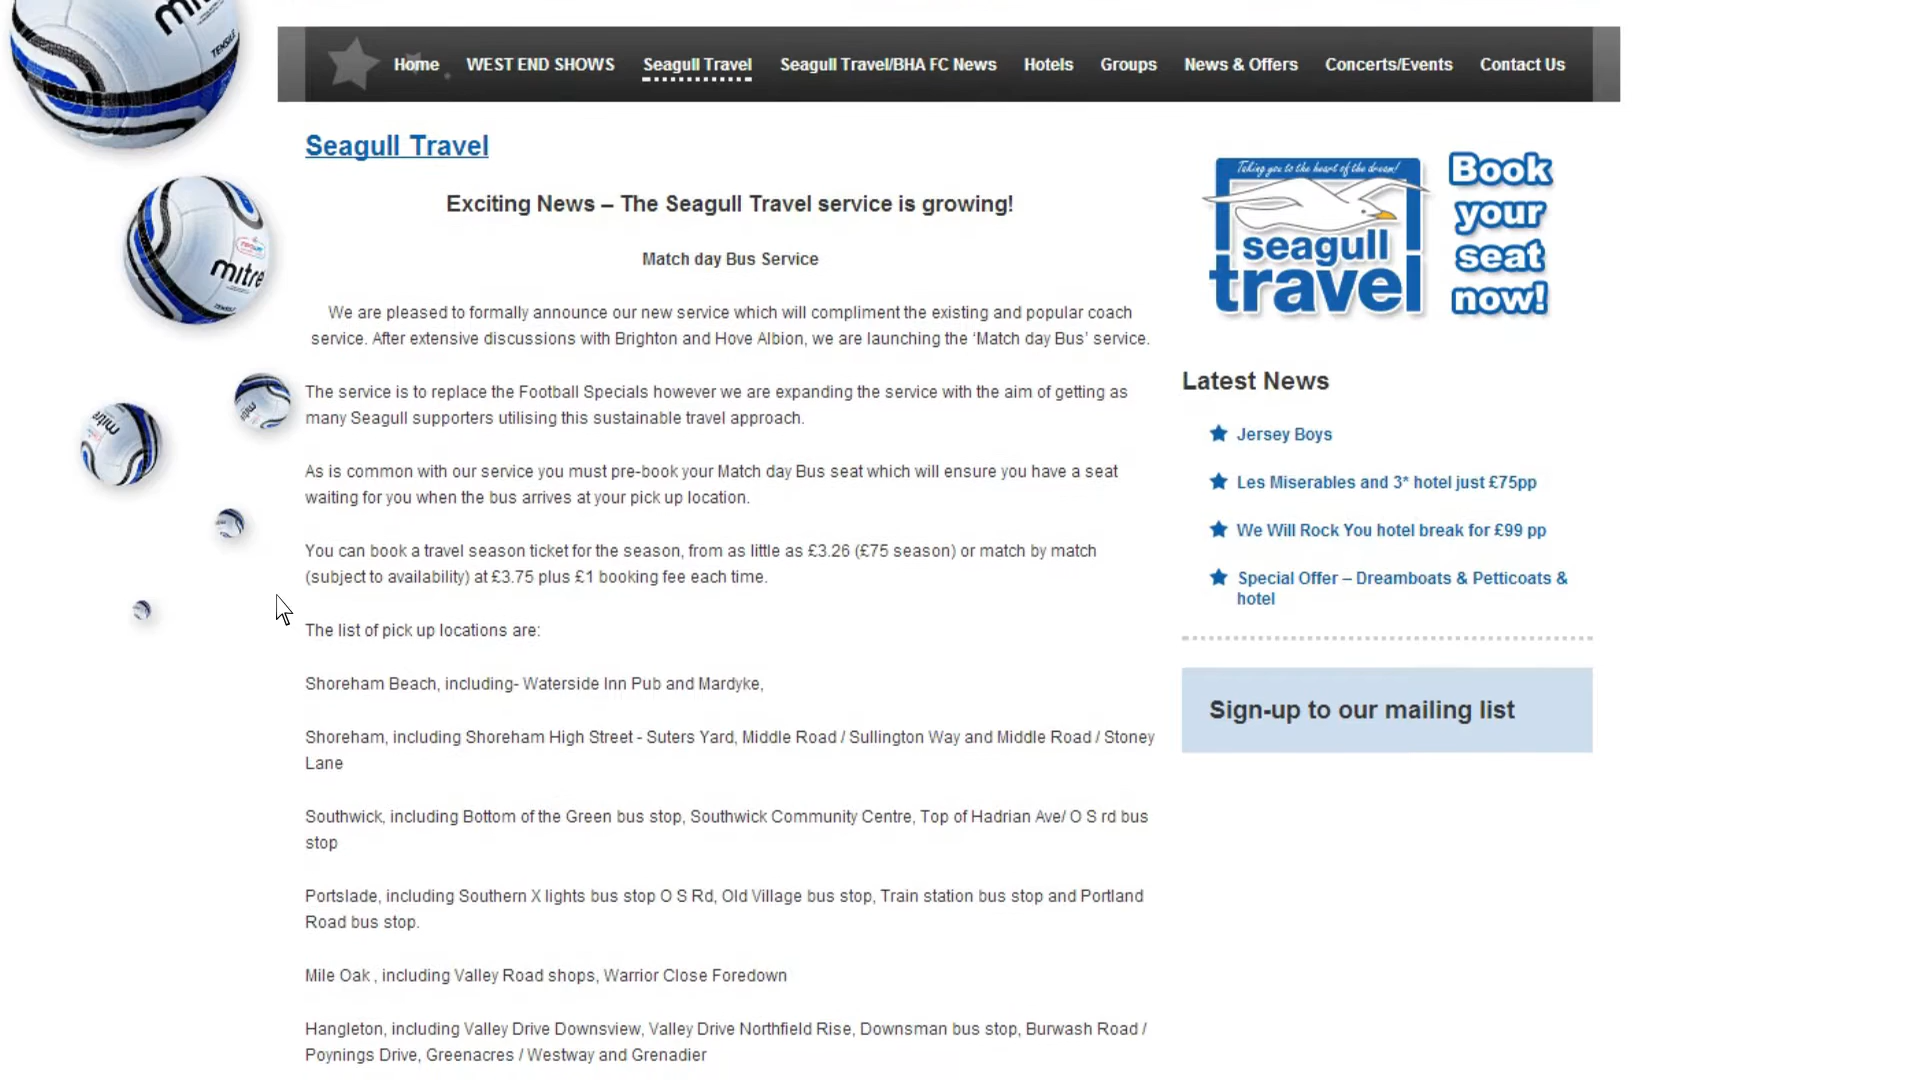 Home WEST END SHOWS Seagull Travel Seagull Travel/BHA FC News Hotels Groups News & Offers Concerts/Events Contact Us
Seagull Travel
Exciting News – The Seagull Travel service is growing!
Match day Bus Service
We are pleased to formally announce our new service which will compliment the existing and popular coach
service. After extensive discussions with Brighton and Hove Albion, we are launching the ‘Match day Bus’ service.
The service is to replace the Football Specials however we are expanding the service with the aim of getting as
many Seagull supporters utilising this sustainable travel approach.
As is common with our service you must pre-book your Match day Bus seat which will ensure you have a seat
waiting for you when the bus arrives at your pick up location.
You can book a travel season ticket for the season, from as little as £3.26 (£75 season) or match by match
(subject to availability) at £3.75 plus £1 booking fee each time.
The list of pick up locations are:
Shoreham Beach, including- Waterside Inn Pub and Mardyke,
Shoreham, including Shoreham High Street - Suters Yard, Middle Road / Sullington Way and Middle Road / Stoney
Lane
Southwick, including Bottom of the Green bus stop, Southwick Community Centre, Top of Hadrian Ave/ O S rd bus
stop
Portslade, including Southern X lights bus stop O S Rd, Old Village bus stop, Train station bus stop and Portland
Road bus stop.
Mile Oak , including Valley Road shops, Warrior Close Foredown
Hangleton, including Valley Drive Downsview, Valley Drive Northfield Rise, Downsman bus stop, Burwash Road /
Poynings Drive, Greenacres / Westway and Grenadier
Taking you to the heart of the dream!
seagull
travel
Book
your
seat
now!
Latest News
Jersey Boys
Les Miserables and 3* hotel just £75pp
We Will Rock You hotel break for £99 pp
Special Offer – Dreamboats & Petticoats &
hotel
Sign-up to our mailing list
mitre
TENSILE
mitre
mitre
mitre